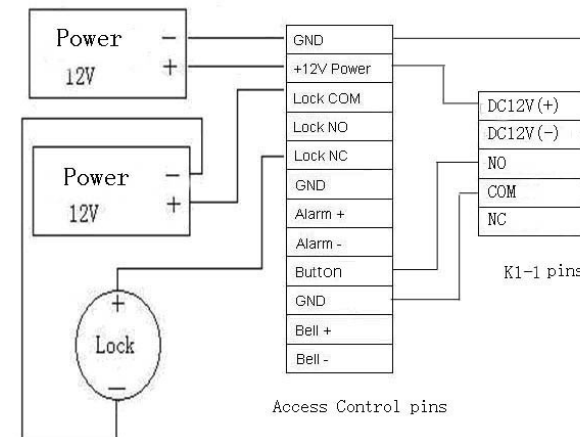 Power −
12V +
Power −
12V +
+
Lock
−
GND
+12V Power
Lock COM
Lock NO
Lock NC
GND
Alarm +
Alarm -
Button
GND
Bell +
Bell -
Access Control pins
DC12V(+)
DC12V(-)
NO
COM
NC
K1-1 pins